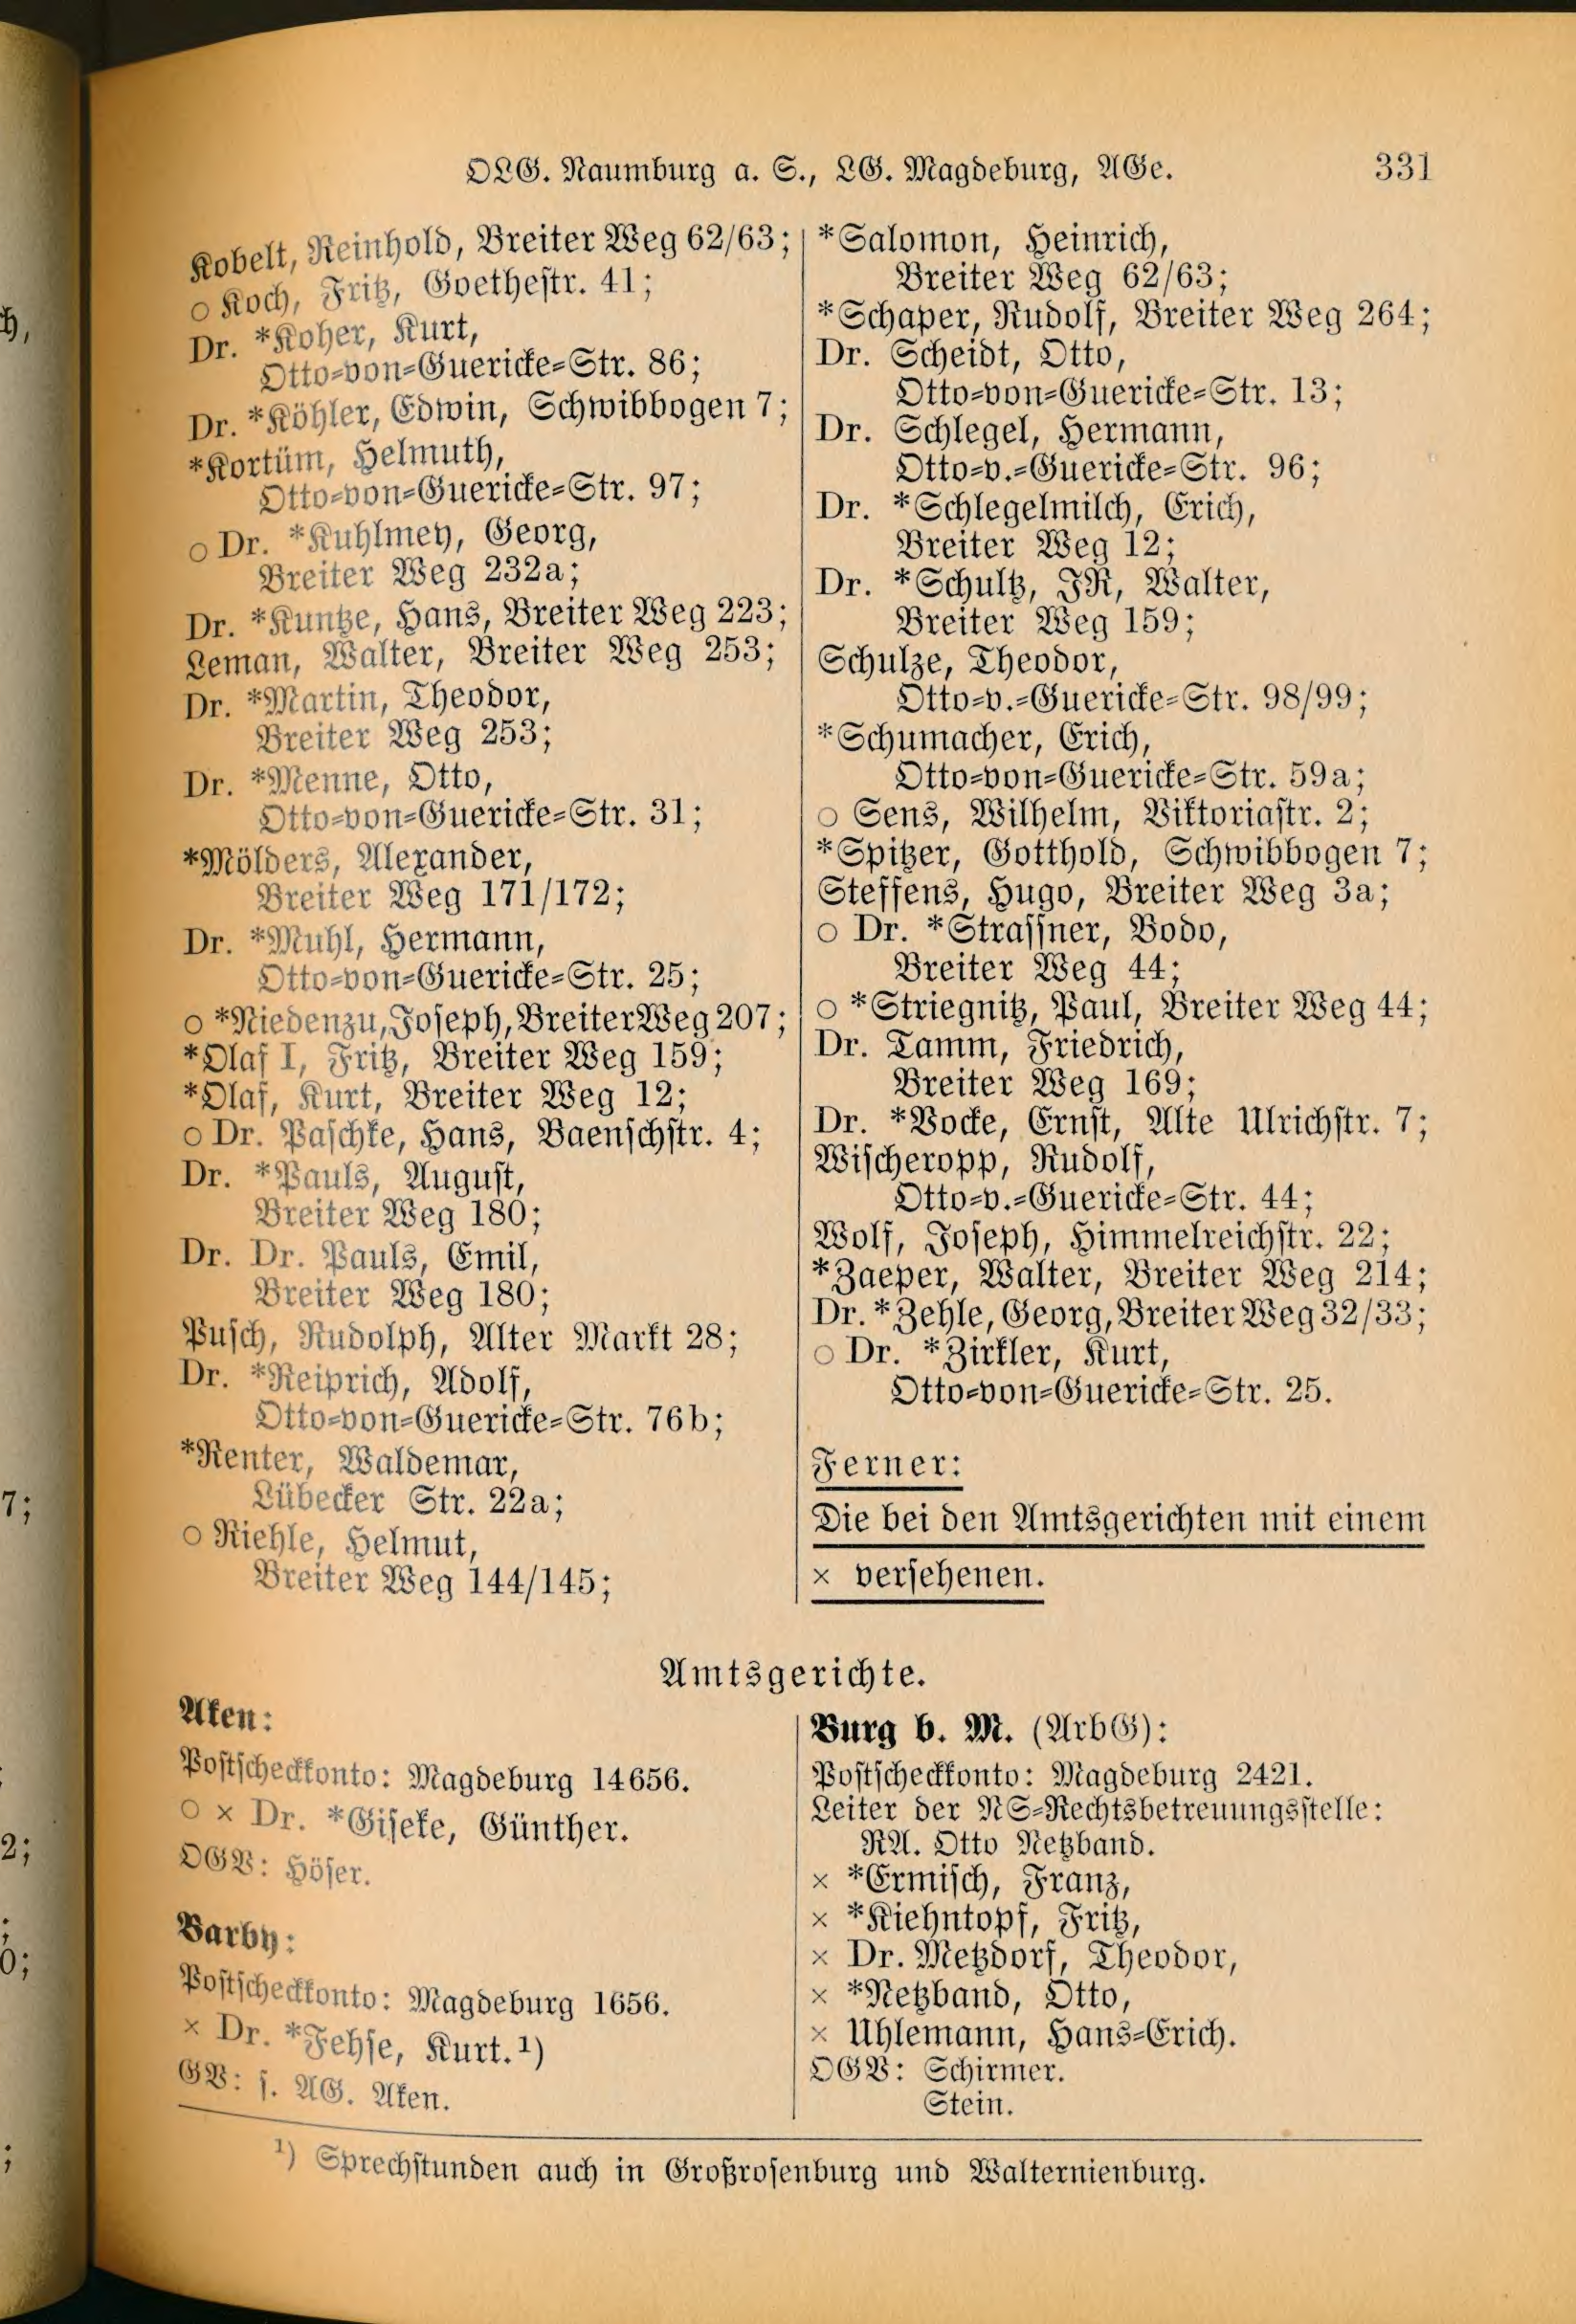 OLG. Naumburg a. S., LG. Magdeburg, AGe. 331
Kobelt, Reinhold, Breiter Weg 62/63;
○ Koch, Fritz, Goethestr. 41;
Dr. *Koher, Kurt,
Otto-von-Guericke-Str. 86;
Dr. *Köhler, Edwin, Schwibbogen 7;
*Kortüm, Helmuth,
Otto-von-Guericke-Str. 97;
○ Dr. *Kuhlmey, Georg,
Breiter Weg 232a;
Dr. *Kuntze, Hans, Breiter Weg 223;
Leman, Walter, Breiter Weg 253;
Dr. *Martin, Theodor,
Breiter Weg 253;
Dr. *Menne, Otto,
Otto-von-Guericke-Str. 31;
*Mölders, Alexander,
Breiter Weg 171/172;
Dr. *Muhl, Hermann,
Otto-von-Guericke-Str. 25;
○ *Niedenzu, Joseph, Breiter Weg 207;
*Olaf I, Fritz, Breiter Weg 159;
*Olaf, Kurt, Breiter Weg 12;
○ Dr. Paschke, Hans, Baenschstr. 4;
Dr. *Pauls, August,
Breiter Weg 180;
Dr. Dr. Pauls, Emil,
Breiter Weg 180;
Pusch, Rudolph, Alter Markt 28;
Dr. *Reiprich, Adolf,
Otto-von-Guericke-Str. 76b;
*Renter, Waldemar,
Lübecker Str. 22a;
○ Riehle, Helmut,
Breiter Weg 144/145;
*Salomon, Heinrich,
Breiter Weg 62/63;
*Schaper, Rudolf, Breiter Weg 264;
Dr. Scheidt, Otto,
Otto-von-Guericke-Str. 13;
Dr. Schlegel, Hermann,
Otto-v.-Guericke-Str. 96;
Dr. *Schlegelmilch, Erich,
Breiter Weg 12;
Dr. *Schultz, JR, Walter,
Breiter Weg 159;
Schulze, Theodor,
Otto-v.-Guericke-Str. 98/99;
*Schumacher, Erich,
Otto-von-Guericke-Str. 59a;
○ Sens, Wilhelm, Viktoriastr. 2;
*Spitzer, Gotthold, Schwibbogen 7;
Steffens, Hugo, Breiter Weg 3a;
○ Dr. *Strassner, Bodo,
Breiter Weg 44;
○ *Striegnitz, Paul, Breiter Weg 44;
Dr. Tamm, Friedrich,
Breiter Weg 169;
Dr. *Vocke, Ernst, Alte Ulrichstr. 7;
Wischeropp, Rudolf,
Otto-v.-Guericke-Str. 44;
Wolf, Joseph, Himmelreichstr. 22;
*Zaeper, Walter, Breiter Weg 214;
Dr. *Zehle, Georg, Breiter Weg 32/33;
○ Dr. *Zirkler, Kurt,
Otto-von-Guericke-Str. 25.
Ferner:
Die bei den Amtsgerichten mit einem
× versehenen.
Amtsgerichte.
Aken:
Postscheckkonto: Magdeburg 14656.
○ × Dr. *Giseke, Günther.
OGV: Höser.
Barby:
Postscheckkonto: Magdeburg 1656.
× Dr. *Fehse, Kurt.¹)
GV: s. AG. Aken.
Burg b. M. (ArbG):
Postscheckkonto: Magdeburg 2421.
Leiter der NS-Rechtsbetreuungsstelle:
RA. Otto Netzband.
× *Ermisch, Franz,
× *Kiehntopf, Fritz,
× Dr. Metzdorf, Theodor,
× *Netzband, Otto,
× Uhlemann, Hans-Erich.
OGV: Schirmer.
Stein.
¹) Sprechstunden auch in Großrosenburg und Walternienburg.